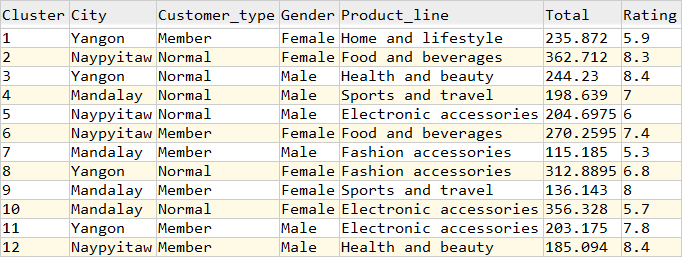 Cluster City Customer_type Gender Product_line Total Rating
1 Yangon Member Female Home and lifestyle 235.872 5.9
2 Naypyitaw Normal Female Food and beverages 362.712 8.3
3 Yangon Normal Male Health and beauty 244.23 8.4
4 Mandalay Normal Male Sports and travel 198.639 7
5 Naypyitaw Normal Male Electronic accessories 204.6975 6
6 Naypyitaw Member Female Food and beverages 270.2595 7.4
7 Mandalay Member Male Fashion accessories 115.185 5.3
8 Yangon Normal Female Fashion accessories 312.8895 6.8
9 Mandalay Member Female Sports and travel 136.143 8
10 Mandalay Normal Female Electronic accessories 356.328 5.7
11 Yangon Member Male Electronic accessories 203.175 7.8
12 Naypyitaw Member Male Health and beauty 185.094 8.4